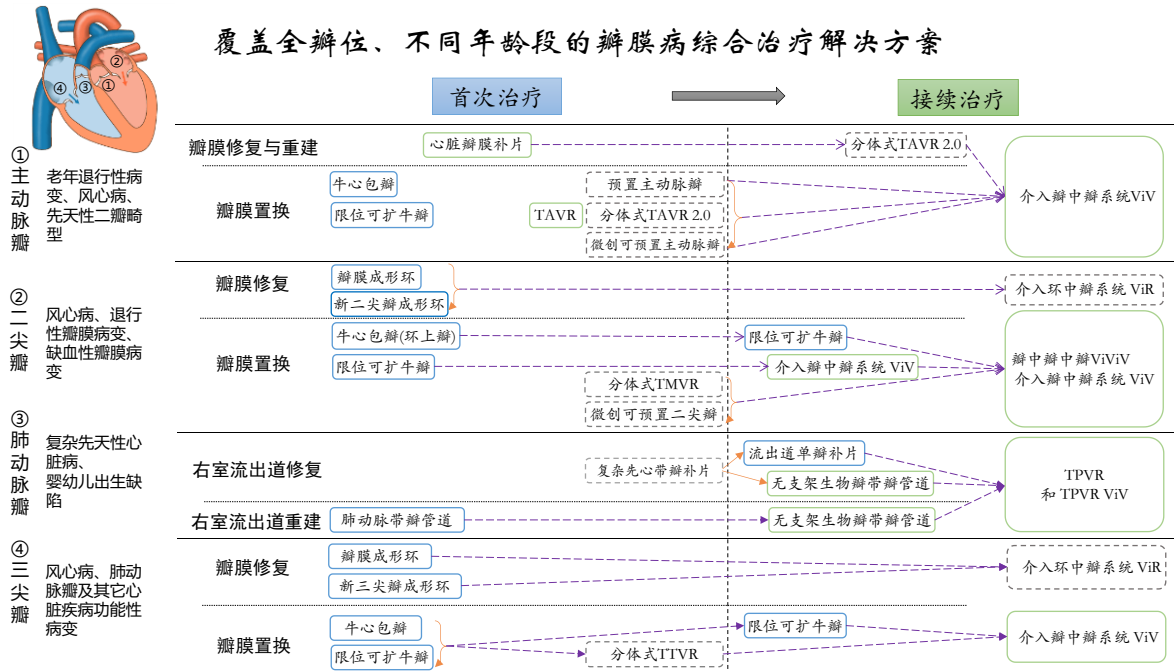 覆盖全瓣位、不同年龄段的瓣膜病综合治疗解决方案
②
④
③
①
首次治疗
接续治疗
①主动脉瓣
老年退行性病
变、风心病、
先天性二瓣畸
型
瓣膜修复与重建
心脏瓣膜补片
分体式TAVR 2.0
瓣膜置换
牛心包瓣
限位可扩牛瓣
TAVR
预置主动脉瓣
分体式TAVR 2.0
微创可预置主动脉瓣
介入瓣中瓣系统ViV
②二尖瓣
风心病、退行
性瓣膜病变、
缺血性瓣膜病
变
瓣膜修复
瓣膜成形环
新二尖瓣成形环
介入环中瓣系统 ViR
瓣膜置换
牛心包瓣(环上瓣)
限位可扩牛瓣
限位可扩牛瓣
介入瓣中瓣系统 ViV
分体式TMVR
微创可预置二尖瓣
瓣中瓣中瓣ViViV
介入瓣中瓣系统 ViV
③肺动脉瓣
复杂先天性心
脏病、
婴幼儿出生缺
陷
右室流出道修复
复杂先心带瓣补片
流出道单瓣补片
无支架生物瓣带瓣管道
右室流出道重建
肺动脉带瓣管道
无支架生物瓣带瓣管道
TPVR
和 TPVR ViV
④三尖瓣
风心病、肺动
脉瓣及其它心
脏疾病功能性
病变
瓣膜修复
瓣膜成形环
新三尖瓣成形环
介入环中瓣系统 ViR
瓣膜置换
牛心包瓣
限位可扩牛瓣
分体式TTVR
限位可扩牛瓣
介入瓣中瓣系统 ViV